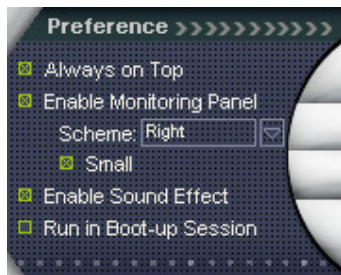 Preference >>>>>>>>>>>
Always on Top
Enable Monitoring Panel
Scheme: Right
Small
Enable Sound Effect
Run in Boot-up Session